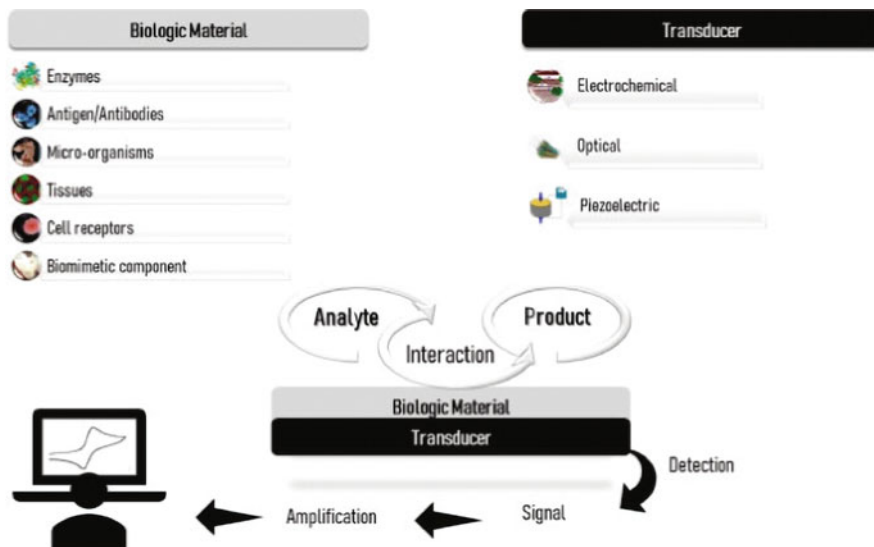 Biologic Material
Enzymes
Antigen/Antibodies
Micro-organisms
Tissues
Cell receptors
Biomimetic component
Transducer
Electrochemical
Optical
Piezoelectric
Analyte
Product
Interaction
Biologic Material
Transducer
Detection
Signal
Amplification